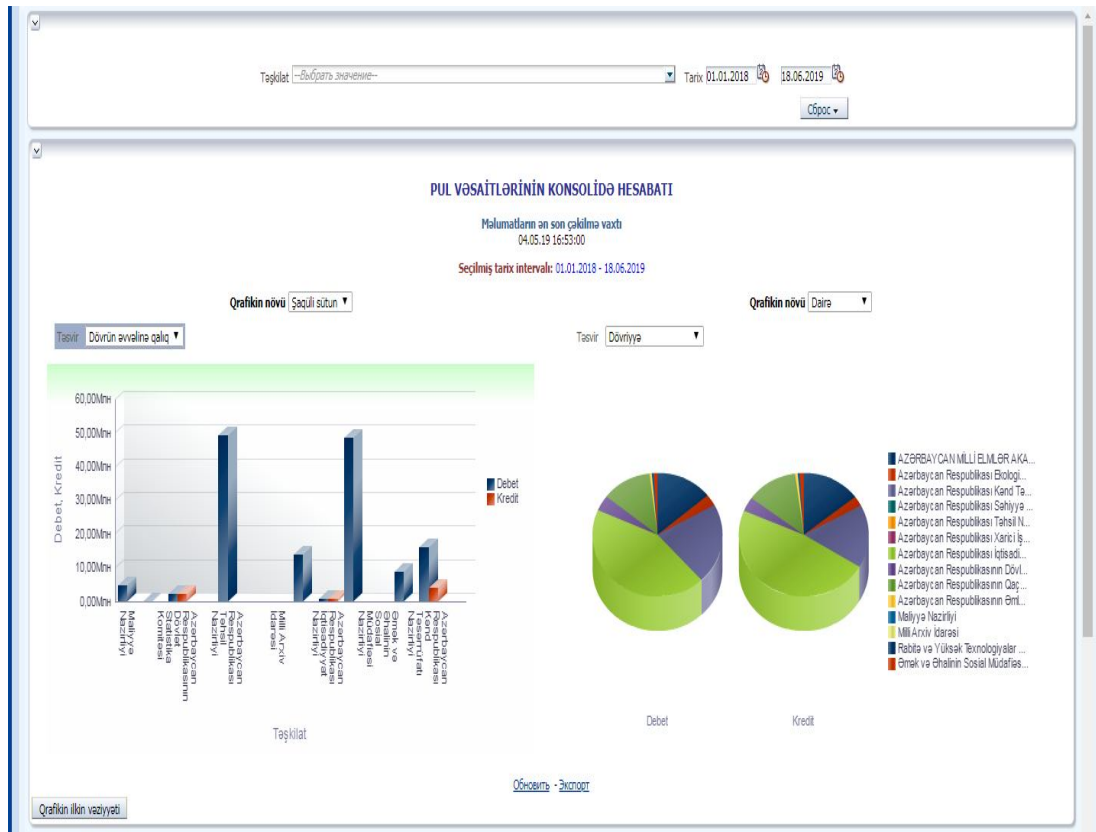 Təşkilat --Выбрать значение-- Tarix 01.01.2018 18.06.2019
Сброс
PUL VƏSAİTLƏRİNİN KONSOLİDƏ HESABATI
Məlumatların ən son çəkilmə vaxtı
04.05.19 16:53:00
Seçilmiş tarix intervalı: 01.01.2018 - 18.06.2019
Qrafikin növü Şaquli sütun
Təsvir Dövrün əvvəlinə qalıq
60,00Млн
50,00Млн
40,00Млн
30,00Млн
20,00Млн
10,00Млн
0,00Млн
Debet, Kredit
Debet
Kredit
Maliyyə
Nazirliyi
Azərbaycan
Respublikasının
Dövlət
Statistika
Komitəsi
Azərbaycan
Respublikası
Təhsil
Nazirliyi
Milli Arxiv
İdarəsi
Azərbaycan
Respublikası
İqtisadiyyat
Nazirliyi
Əmək və
Əhalinin
Sosial
Müdafiəsi
Nazirliyi
Azərbaycan
Respublikası
Kənd
Təsərrüfatı
Nazirliyi
Təşkilat
Qrafikin növü Dairə
Təsvir Dövriyyə
AZƏRBAYCAN MİLLİ ELMLƏR AKA...
Azərbaycan Respublikası Ekologi...
Azərbaycan Respublikası Kənd Tə...
Azərbaycan Respublikası Səhiyyə ...
Azərbaycan Respublikası Təhsil N...
Azərbaycan Respublikası Xarici İş...
Azərbaycan Respublikası İqtisadi...
Azərbaycan Respublikasının Dövl...
Azərbaycan Respublikasının Qaç...
Azərbaycan Respublikasının Əml...
Maliyyə Nazirliyi
Milli Arxiv İdarəsi
Rabitə və Yüksək Texnologiyalar ...
Əmək və Əhalinin Sosial Müdafiəs...
Debet
Kredit
Обновить - Экспорт
Qrafikin ilkin vəziyyəti